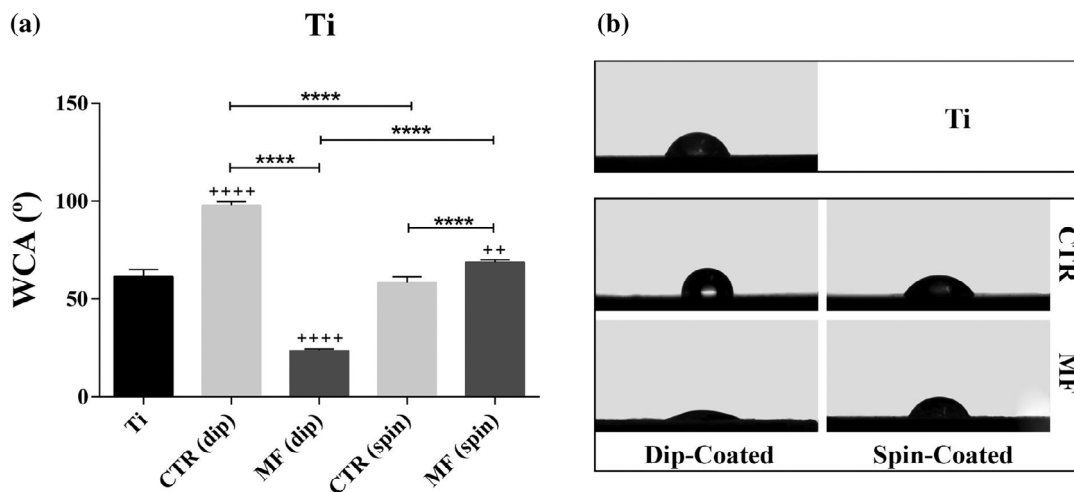 (a)
Ti
WCA (º)
150
100
50
0
****
****
****
****
++++
++++
++
Ti
CTR (dip)
MF (dip)
CTR (spin)
MF (spin)
(b)
Ti
CTR
MF
Dip-Coated
Spin-Coated